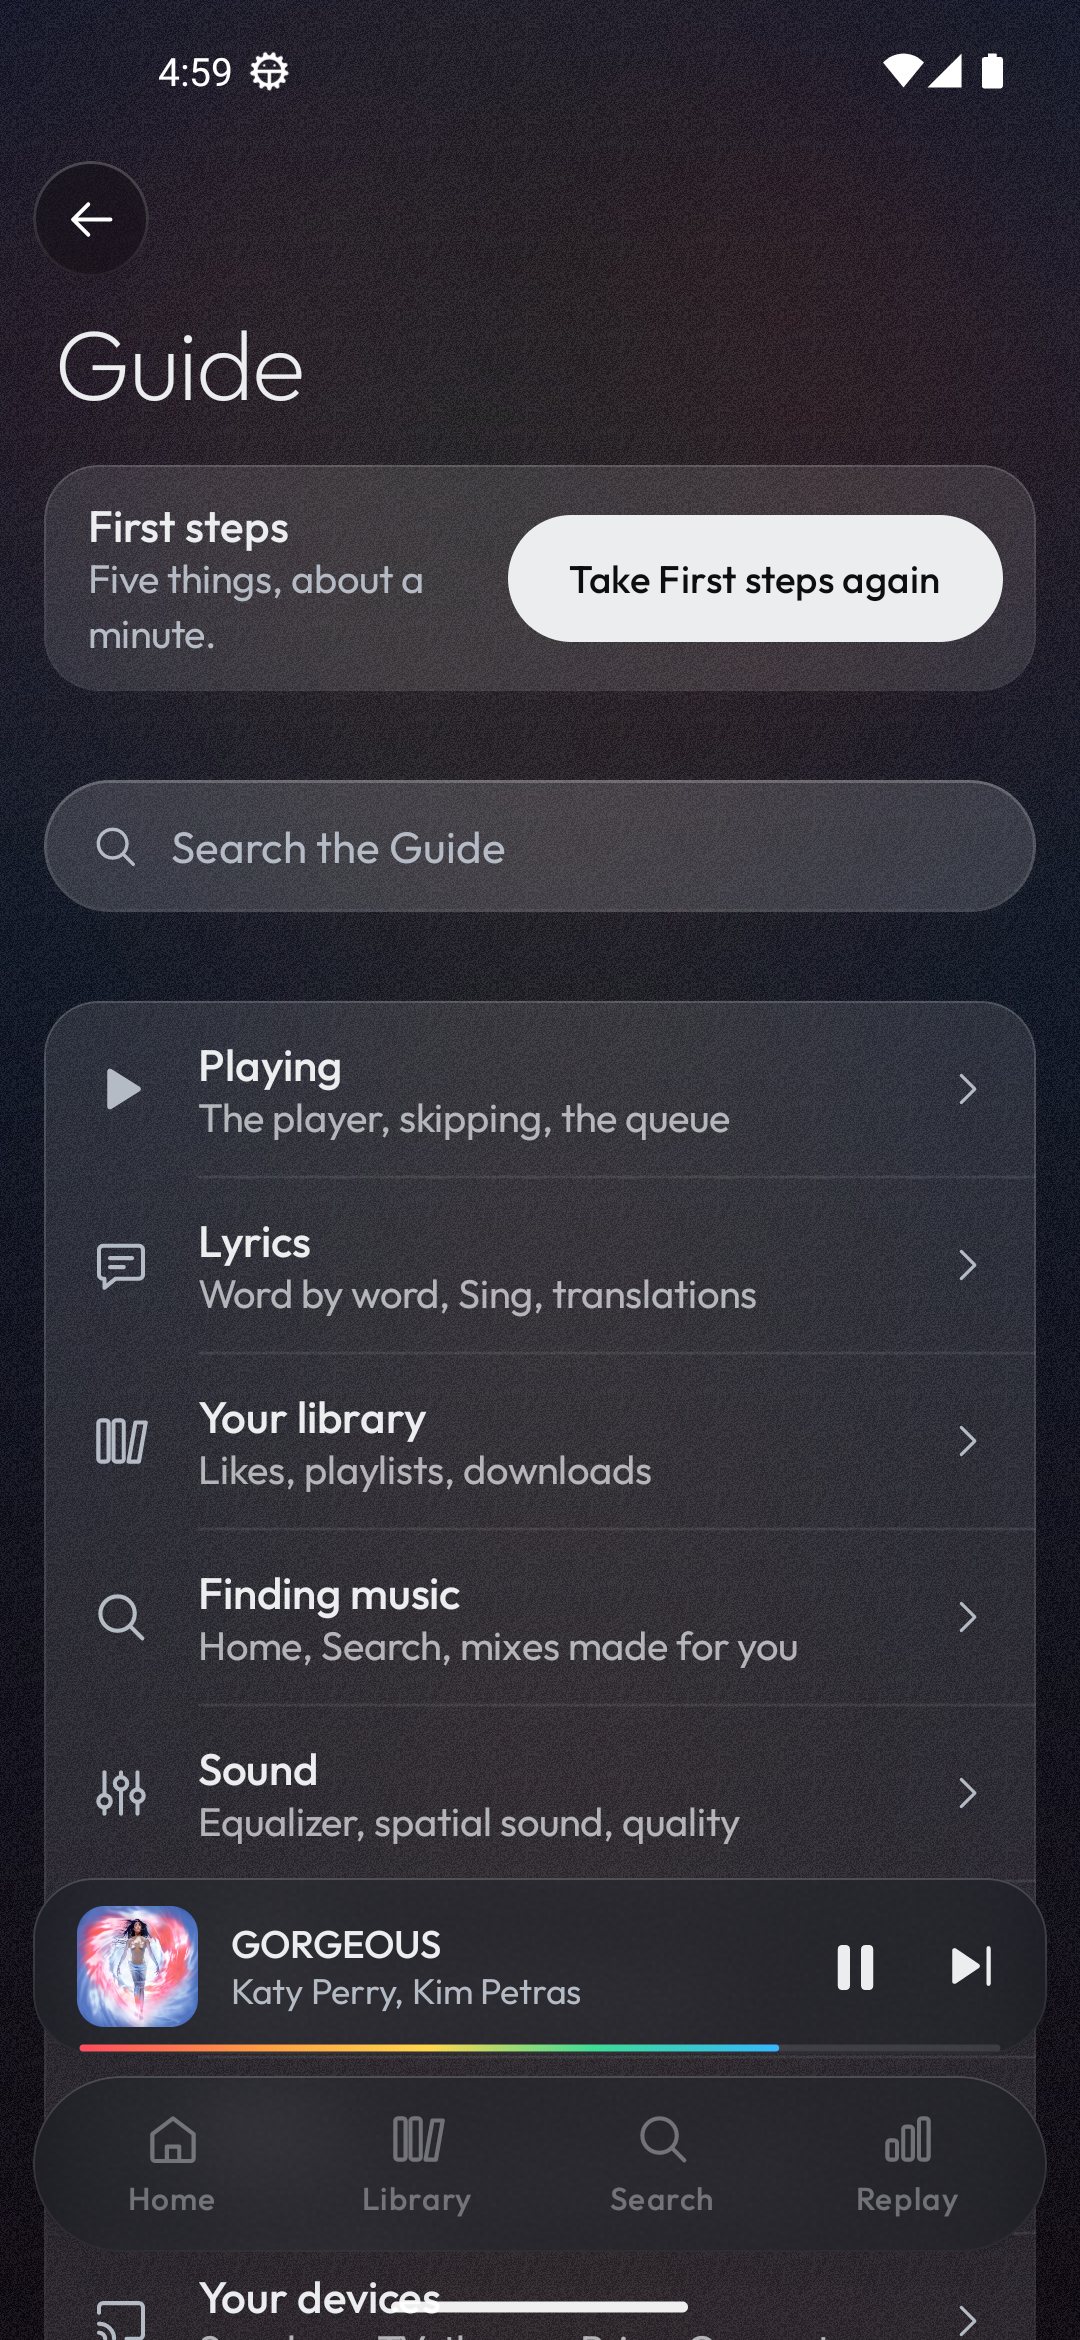 4:59
Guide
First steps
Five things, about a
minute.
Take First steps again
Search the Guide
Playing
The player, skipping, the queue
Lyrics
Word by word, Sing, translations
Your library
Likes, playlists, downloads
Finding music
Home, Search, mixes made for you
Sound
Equalizer, spatial sound, quality
GORGEOUS
Katy Perry, Kim Petras
Home
Library
Search
Replay
Your devices